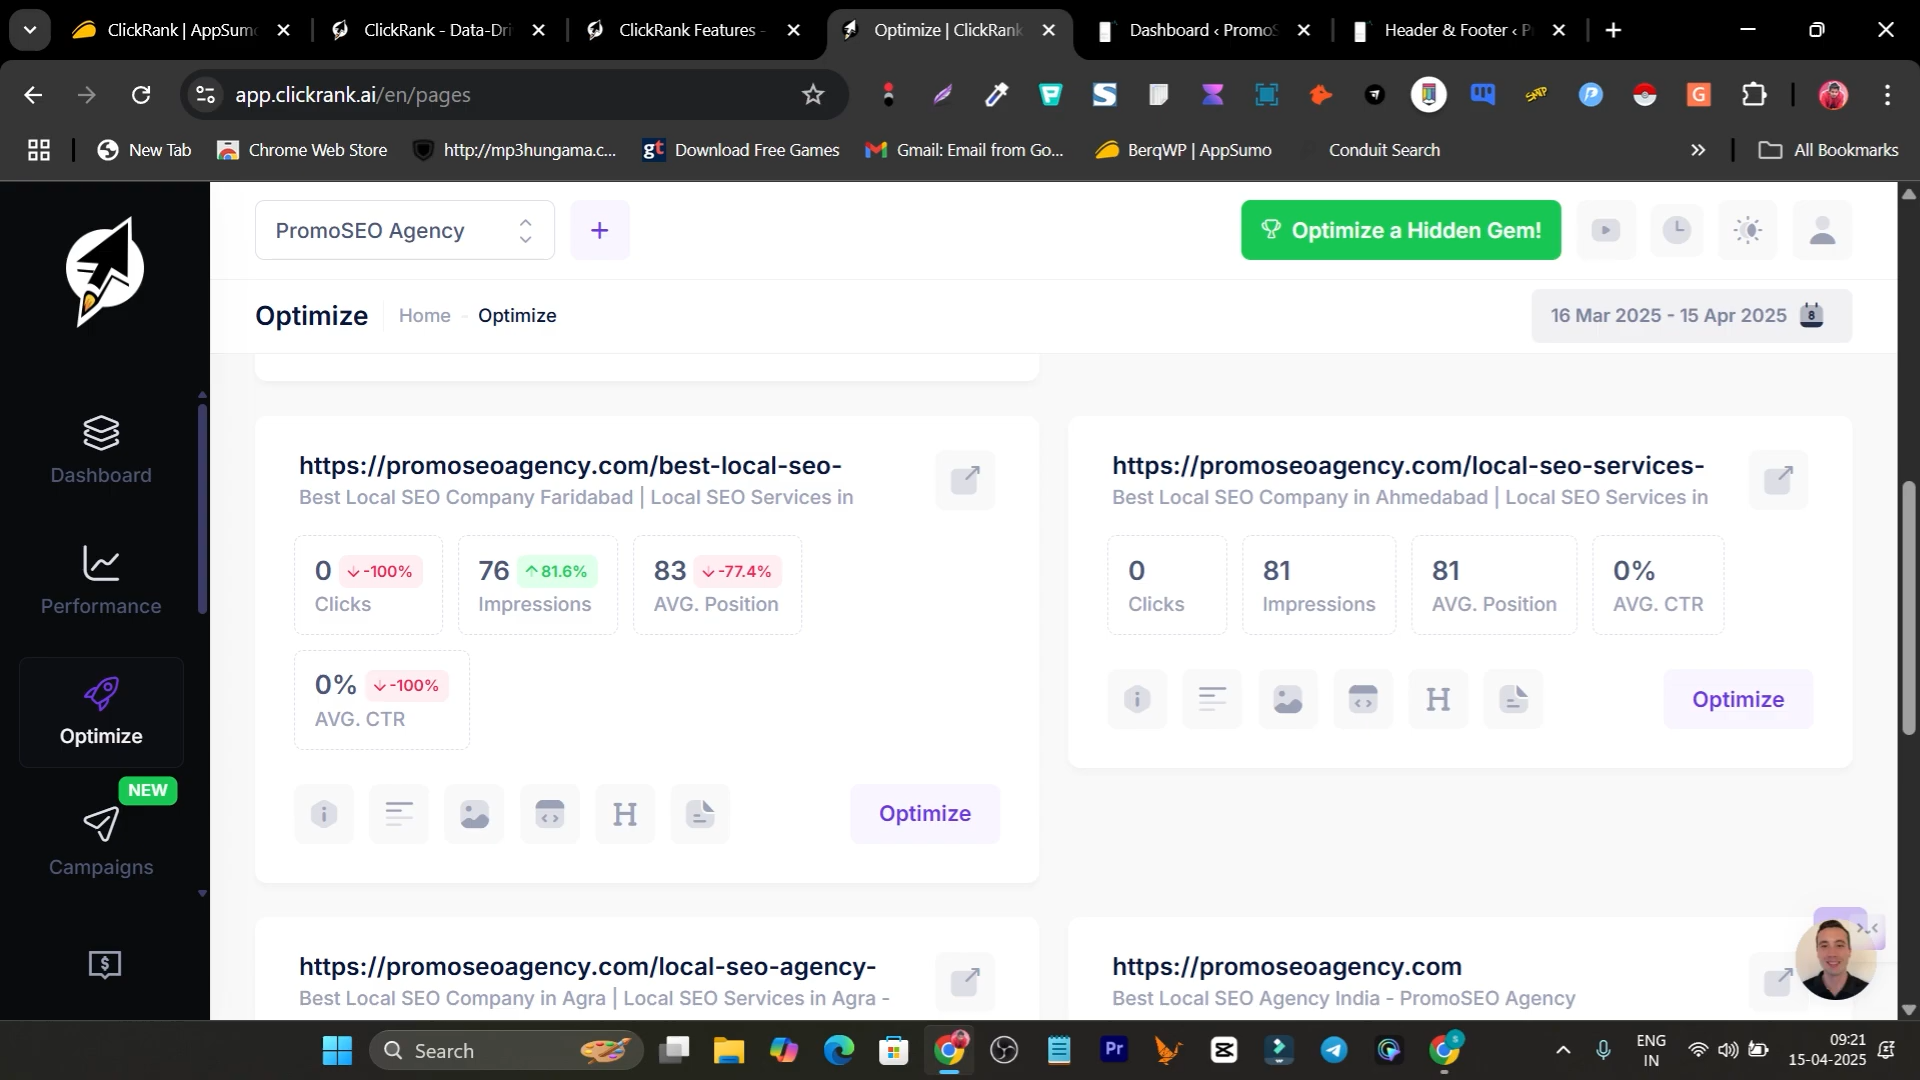 ClickRank | AppSumo
ClickRank - Data-Dri
ClickRank Features -
Optimize | ClickRank
Dashboard ‹ PromoS
Header & Footer ‹ P
app.clickrank.ai/en/pages
New Tab
Chrome Web Store
http://mp3hungama.c...
Download Free Games
Gmail: Email from Go...
BerqWP | AppSumo
Conduit Search
All Bookmarks
PromoSEO Agency
+
Optimize a Hidden Gem!
Optimize
Home - Optimize
16 Mar 2025 - 15 Apr 2025
Dashboard
Performance
Optimize
NEW
Campaigns
https://promoseoagency.com/best-local-seo-
Best Local SEO Company Faridabad | Local SEO Services in
0 -100%
Clicks
76 81.6%
Impressions
83 -77.4%
AVG. Position
0% -100%
AVG. CTR
H
Optimize
https://promoseoagency.com/local-seo-services-
Best Local SEO Company in Ahmedabad | Local SEO Services in
0
Clicks
81
Impressions
81
AVG. Position
0%
AVG. CTR
H
Optimize
https://promoseoagency.com/local-seo-agency-
Best Local SEO Company in Agra | Local SEO Services in Agra -
https://promoseoagency.com
Best Local SEO Agency India - PromoSEO Agency
Search
Pr
ENG
IN
09:21
15-04-2025